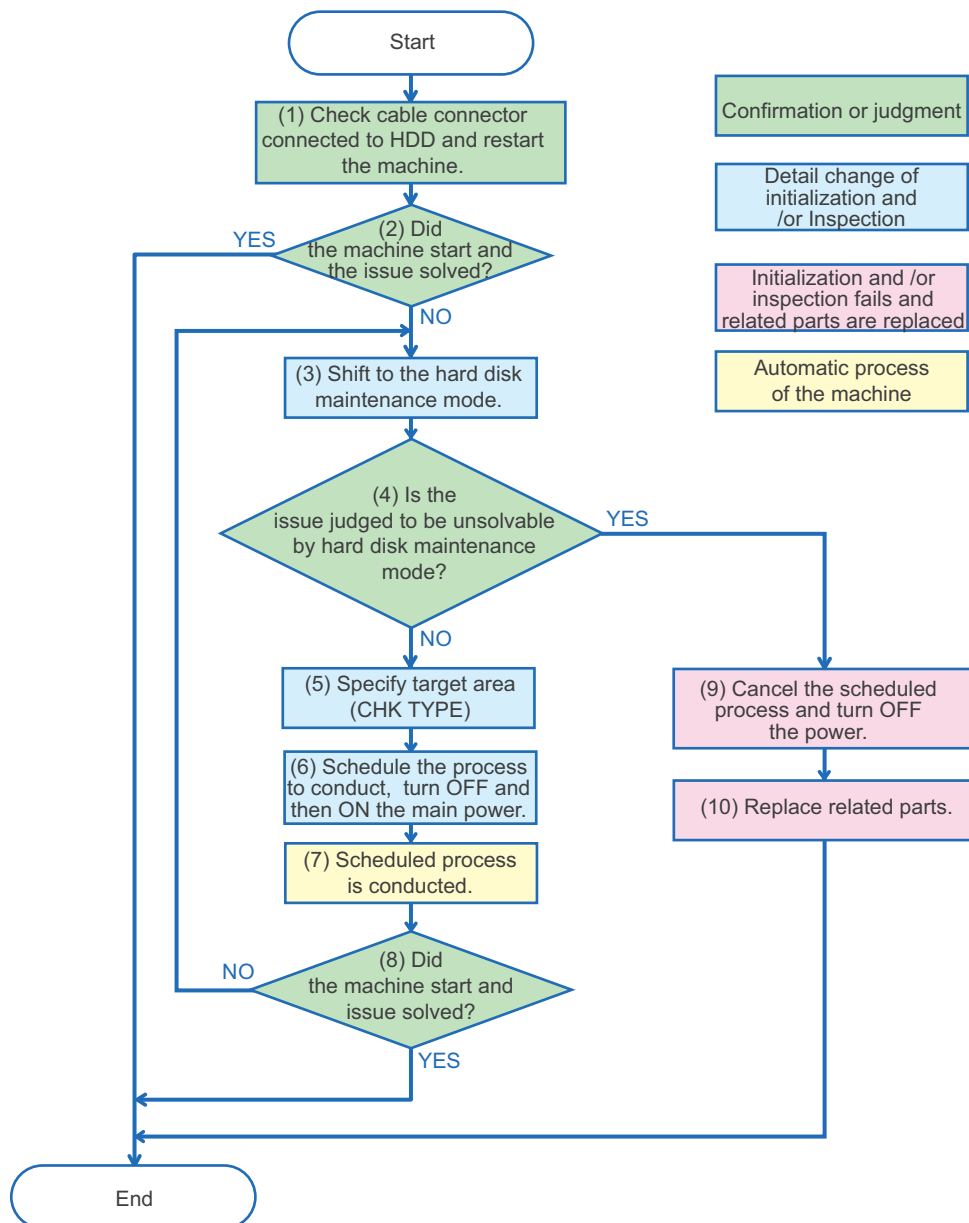 Start
(1) Check cable connector
connected to HDD and restart
the machine.
(2) Did
the machine start and
the issue solved?
YES
NO
(3) Shift to the hard disk
maintenance mode.
(4) Is the
issue judged to be unsolvable
by hard disk maintenance
mode?
YES
NO
(5) Specify target area
(CHK TYPE)
(6) Schedule the process
to conduct, turn OFF and
then ON the main power.
(7) Scheduled process
is conducted.
(8) Did
the machine start and
issue solved?
NO
YES
(9) Cancel the scheduled
process and turn OFF
the power.
(10) Replace related parts.
End
Confirmation or judgment
Detail change of
initialization and
/or Inspection
Initialization and /or
inspection fails and
related parts are replaced
Automatic process
of the machine